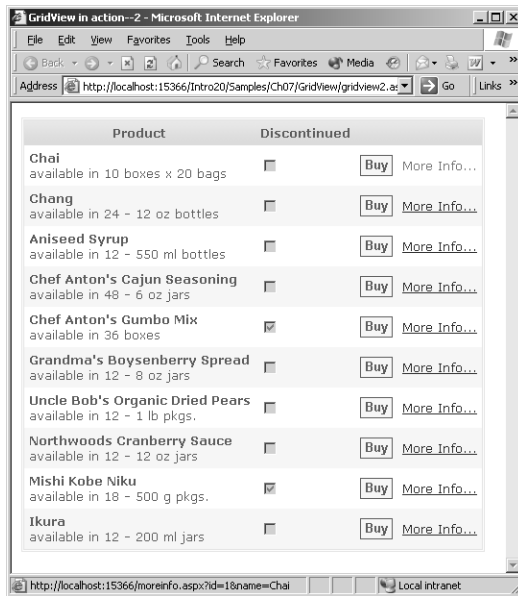 GridView in action--2 - Microsoft Internet Explorer
File Edit View Favorites Tools Help
Back Search Favorites Media
Address http://localhost:15366/Intro20/Samples/Ch07/GridView/gridview2.as Go Links
Product Discontinued
Chai
available in 10 boxes x 20 bags
Buy More Info...
Chang
available in 24 - 12 oz bottles
Buy More Info...
Aniseed Syrup
available in 12 - 550 ml bottles
Buy More Info...
Chef Anton's Cajun Seasoning
available in 48 - 6 oz jars
Buy More Info...
Chef Anton's Gumbo Mix
available in 36 boxes
Buy More Info...
Grandma's Boysenberry Spread
available in 12 - 8 oz jars
Buy More Info...
Uncle Bob's Organic Dried Pears
available in 12 - 1 lb pkgs.
Buy More Info...
Northwoods Cranberry Sauce
available in 12 - 12 oz jars
Buy More Info...
Mishi Kobe Niku
available in 18 - 500 g pkgs.
Buy More Info...
Ikura
available in 12 - 200 ml jars
Buy More Info...
http://localhost:15366/moreinfo.aspx?id=1&name=Chai Local intranet